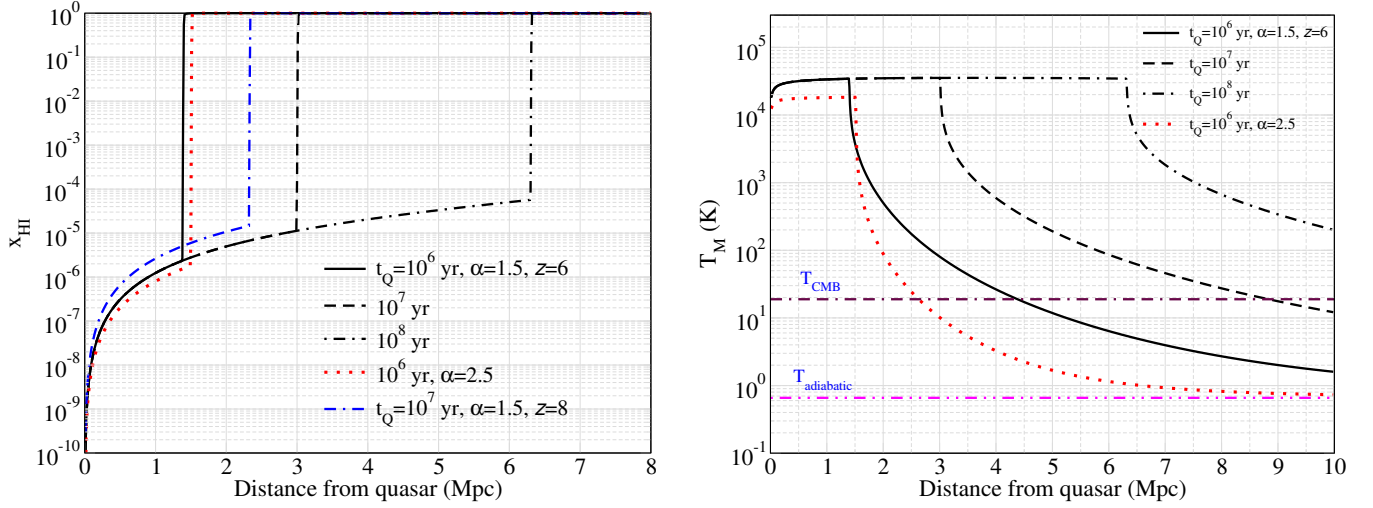 x_HI
10^0
10^-1
10^-2
10^-3
10^-4
10^-5
10^-6
10^-7
10^-8
10^-9
10^-10
0 1 2 3 4 5 6 7 8
Distance from quasar (Mpc)
t_Q=10^6 yr, α=1.5, z=6
10^7 yr
10^8 yr
10^6 yr, α=2.5
t_Q=10^7 yr, α=1.5, z=8
T_M (K)
10^5
10^4
10^3
10^2
10^1
10^0
10^-1
0 1 2 3 4 5 6 7 8 9 10
Distance from quasar (Mpc)
t_Q=10^6 yr, α=1.5, z=6
t_Q=10^7 yr
t_Q=10^8 yr
t_Q=10^6 yr, α=2.5
T_CMB
T_adiabatic